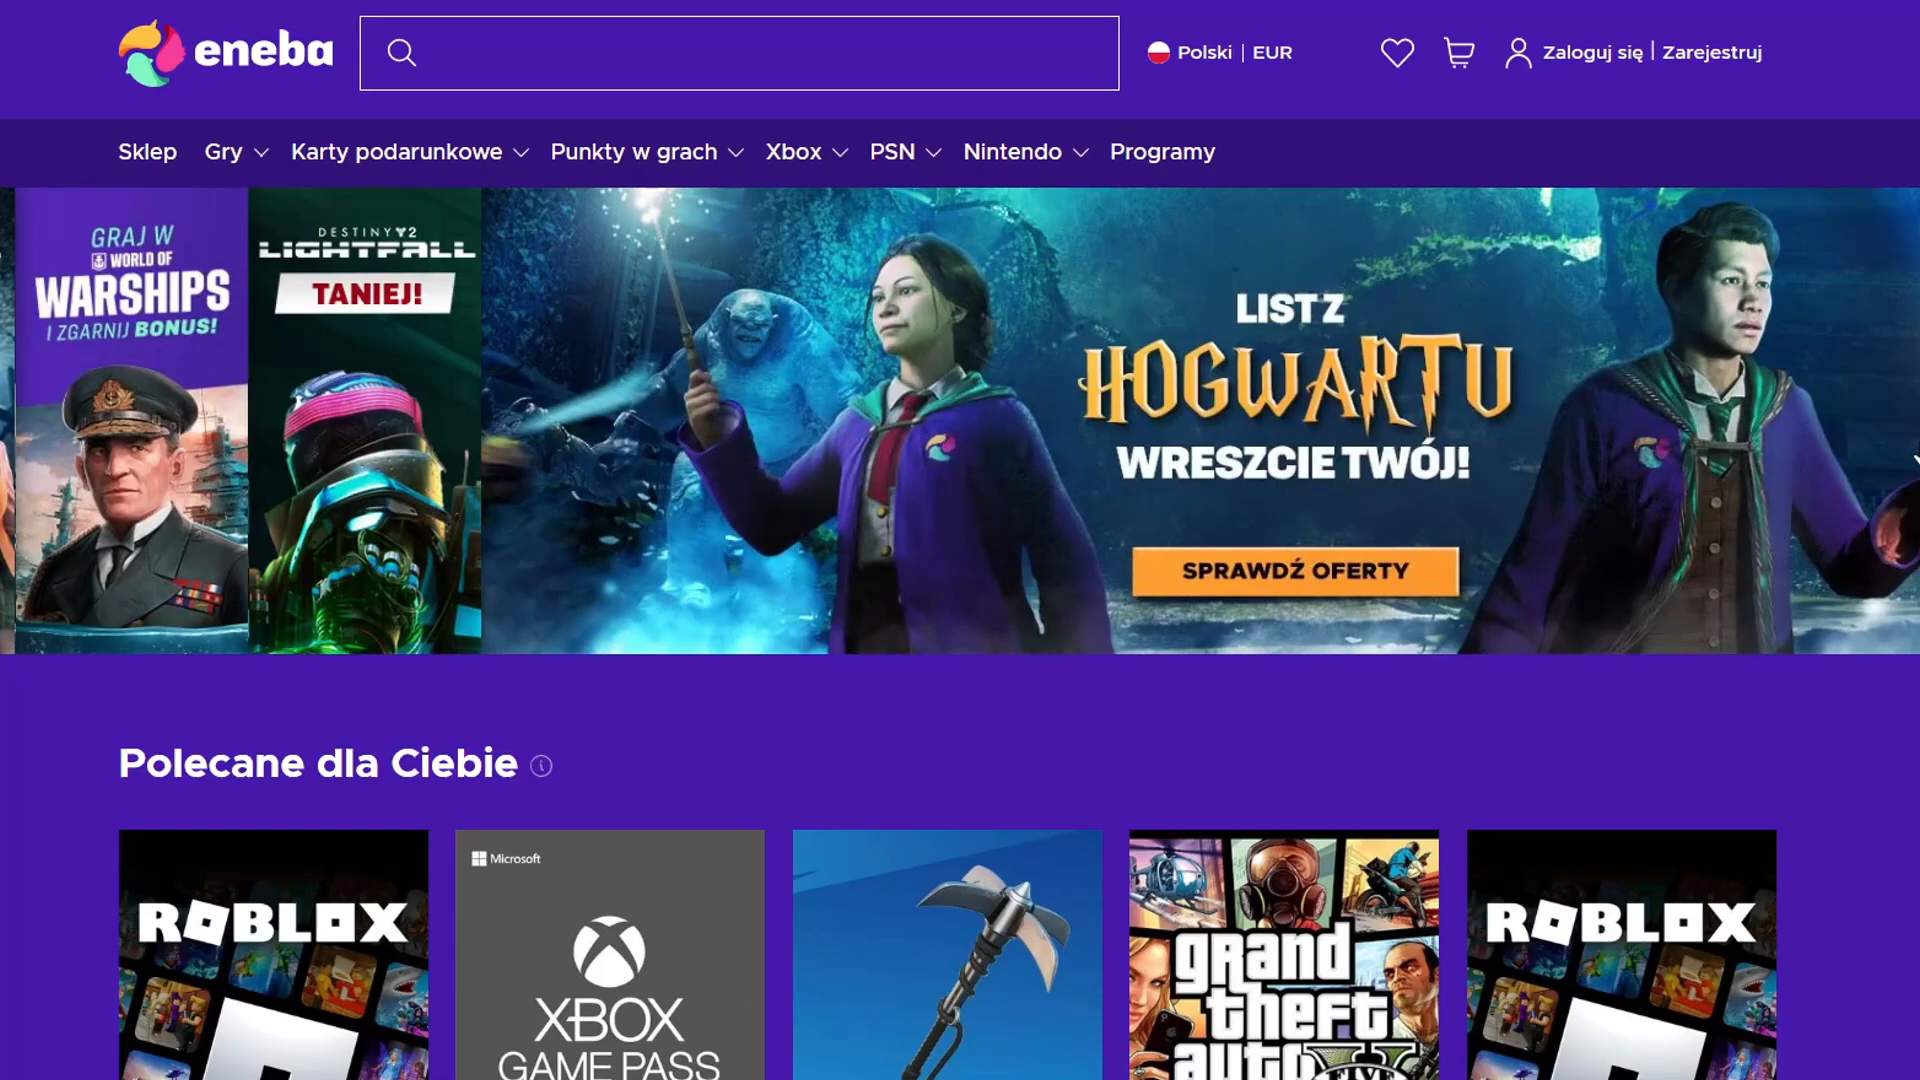 eneba
Polski | EUR
Zaloguj się | Zarejestruj
Sklep Gry Karty podarunkowe Punkty w grach Xbox PSN Nintendo Programy
GRAJ W
WORLD OF
WARSHIPS
I ZGARNIJ BONUS!
DESTINY 2
LIGHTFALL
TANIEJ!
LIST Z
HOGWARTU
WRESZCIE TWÓJ!
SPRAWDŹ OFERTY
Polecane dla Ciebie
ROBLOX
Microsoft
XBOX
GAME PASS
grand
theft
auto
V
FIVE
ROBLOX